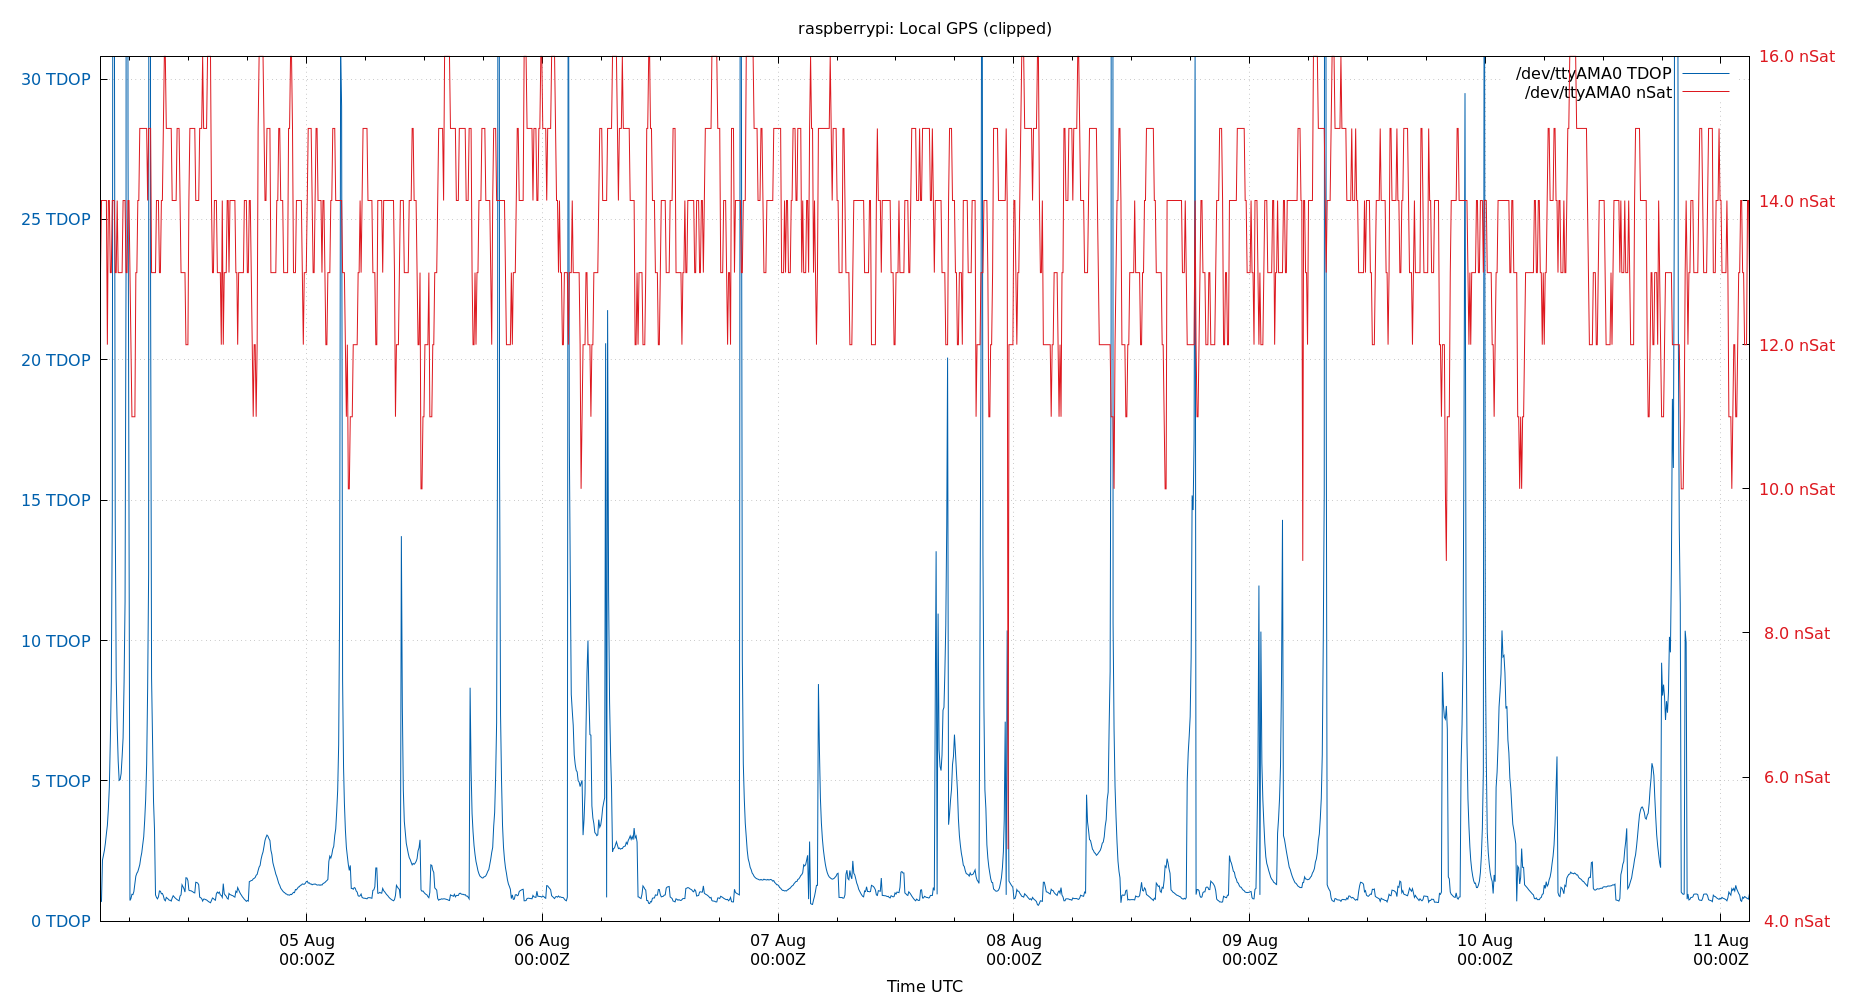 raspberrypi: Local GPS (clipped)
30 TDOP
25 TDOP
20 TDOP
15 TDOP
10 TDOP
5 TDOP
0 TDOP
16.0 nSat
14.0 nSat
12.0 nSat
10.0 nSat
8.0 nSat
6.0 nSat
4.0 nSat
/dev/ttyAMA0 TDOP
/dev/ttyAMA0 nSat
05 Aug
00:00Z
06 Aug
00:00Z
07 Aug
00:00Z
08 Aug
00:00Z
09 Aug
00:00Z
10 Aug
00:00Z
11 Aug
00:00Z
Time UTC